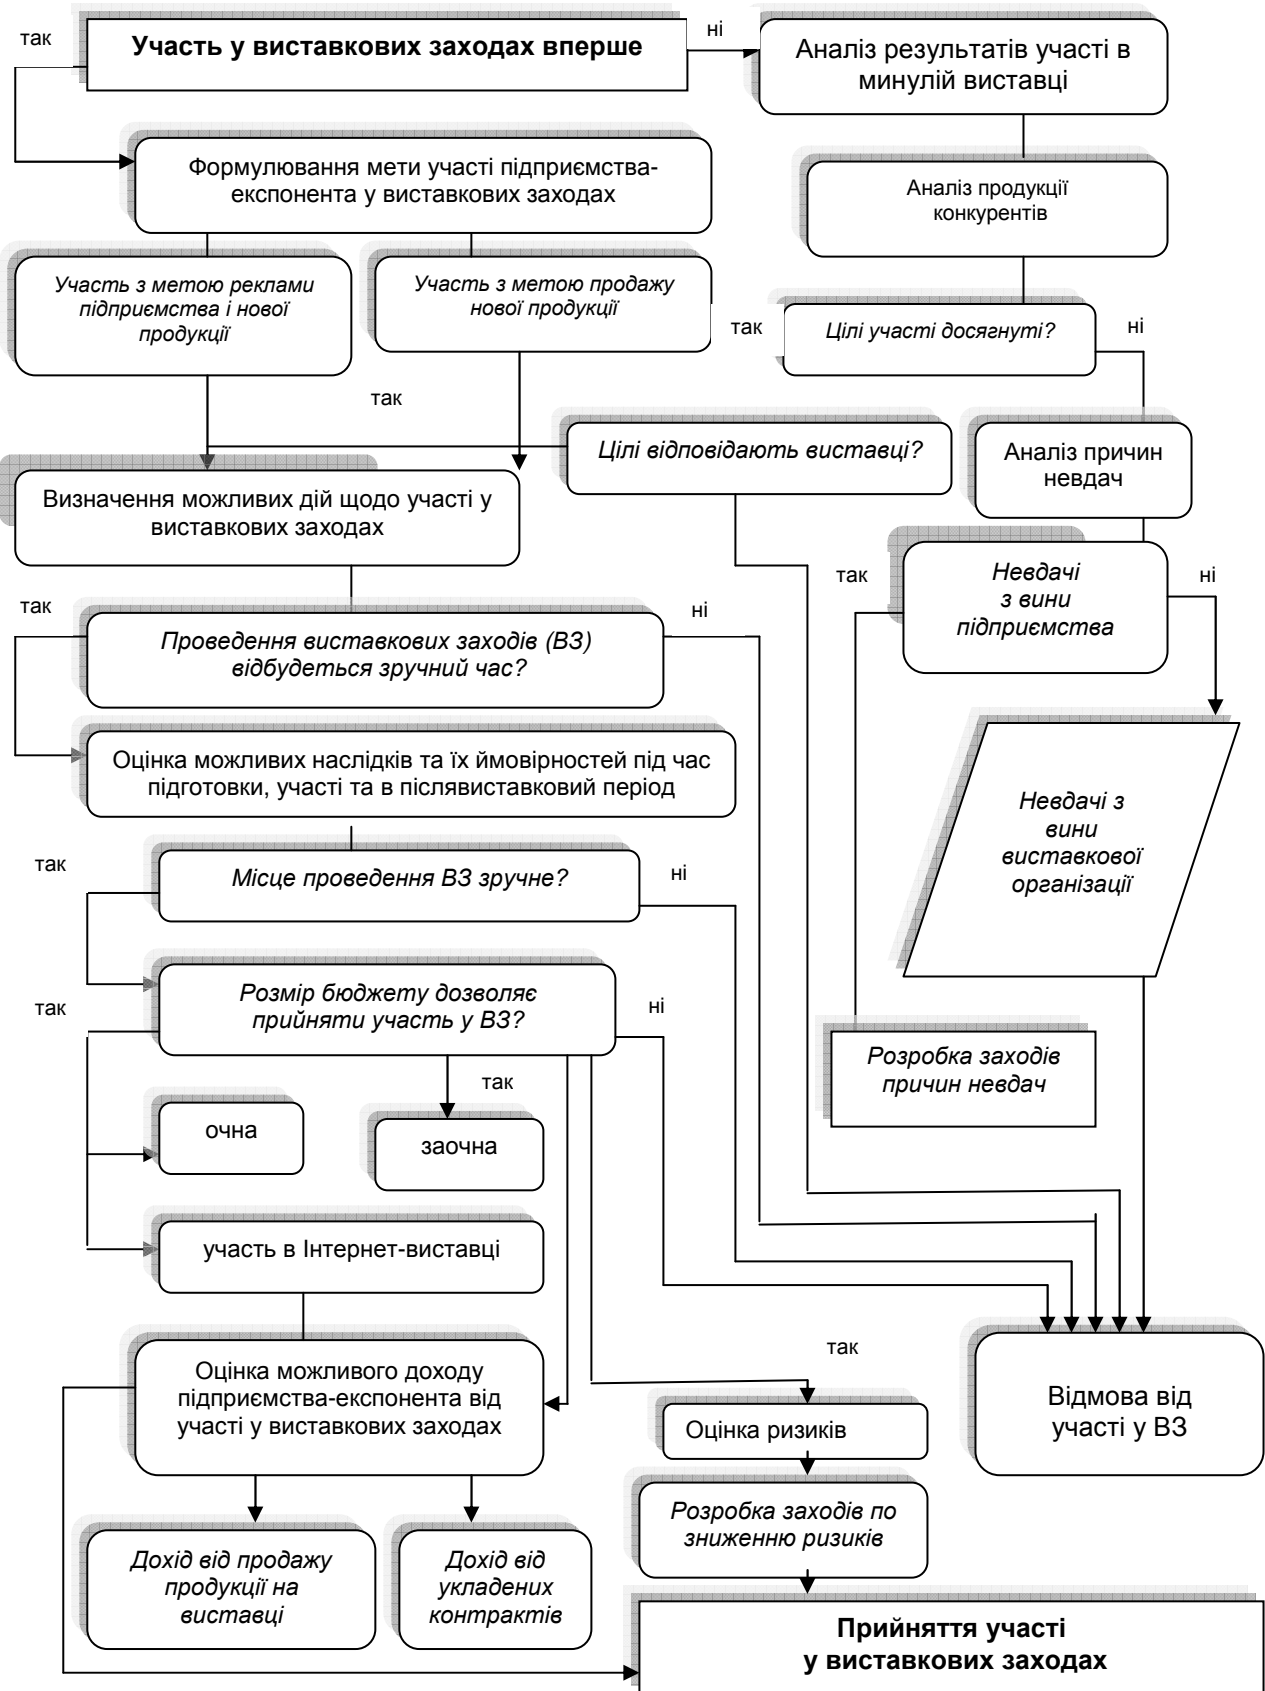 так
Участь у виставкових заходах вперше
ні
Аналіз результатів участі в
минулій виставці
Формулювання мети участі підприємства-
експонента у виставкових заходах
Аналіз продукції
конкурентів
Участь з метою реклами
підприємства і нової
продукції
Участь з метою продажу
нової продукції
так
Цілі участі досягнуті?
ні
так
Цілі відповідають виставці?
Аналіз причин
невдач
Визначення можливих дій щодо участі у
виставкових заходах
так
Невдачі
з вини
підприємства
ні
так
Проведення виставкових заходів (ВЗ)
відбудеться зручний час?
ні
Оцінка можливих наслідків та їх ймовірностей під час
підготовки, участі та в післявиставковий період
Невдачі з
вини
виставкової
організації
так
Місце проведення ВЗ зручне?
ні
так
Розмір бюджету дозволяє
прийняти участь у ВЗ?
ні
Розробка заходів
причин невдач
так
очна
заочна
участь в Інтернет-виставці
так
Оцінка можливого доходу
підприємства-експонента від
участі у виставкових заходах
Оцінка ризиків
Відмова від
участі у ВЗ
Розробка заходів по
зниженню ризиків
Дохід від продажу
продукції на
виставці
Дохід від
укладених
контрактів
Прийняття участі
у виставкових заходах